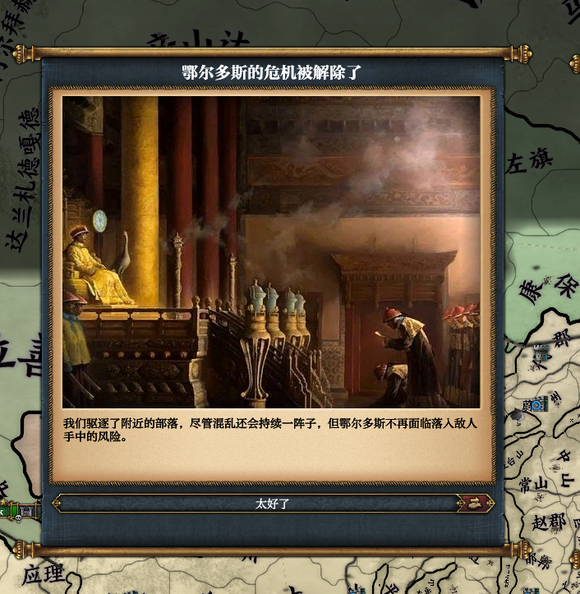 鄂尔多斯的危机被解除了
达兰扎德嘎德
左旗
康保
我们驱逐了附近的部落，尽管混乱还会持续一阵子，但鄂尔多斯不再面临落入敌人
手中的风险。
太好了
常山
中山
赵郡
应理